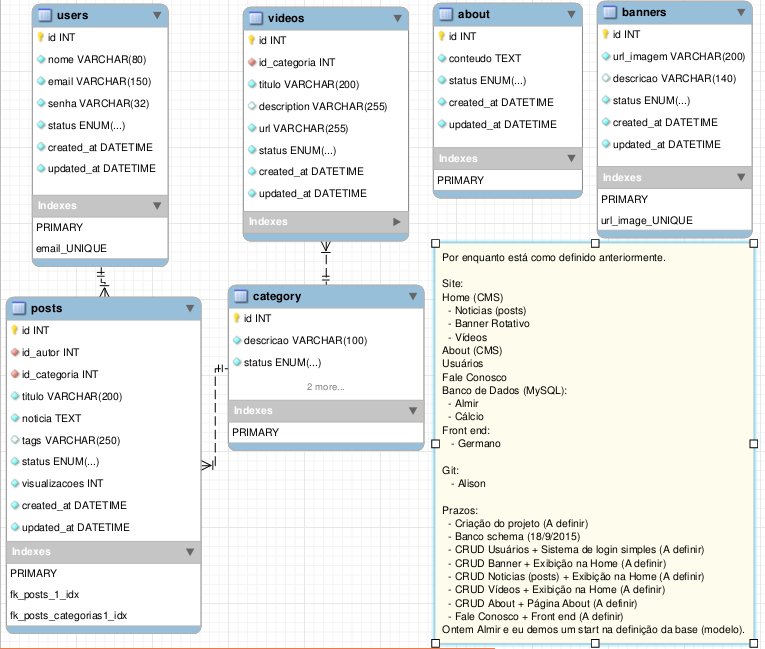 users
id INT
nome VARCHAR(80)
email VARCHAR(150)
senha VARCHAR(32)
status ENUM(...)
created_at DATETIME
updated_at DATETIME
Indexes
PRIMARY
email_UNIQUE
videos
id INT
id_categoria INT
titulo VARCHAR(200)
description VARCHAR(255)
url VARCHAR(255)
status ENUM(...)
created_at DATETIME
updated_at DATETIME
Indexes
about
id INT
conteudo TEXT
status ENUM(...)
created_at DATETIME
updated_at DATETIME
Indexes
PRIMARY
banners
id INT
url_imagem VARCHAR(200)
descricao VARCHAR(140)
status ENUM(...)
created_at DATETIME
updated_at DATETIME
Indexes
PRIMARY
url_image_UNIQUE
posts
id INT
id_autor INT
id_categoria INT
titulo VARCHAR(200)
noticia TEXT
tags VARCHAR(250)
status ENUM(...)
visualizacoes INT
created_at DATETIME
updated_at DATETIME
Indexes
PRIMARY
fk_posts_1_idx
fk_posts_categorias1_idx
category
id INT
descricao VARCHAR(100)
status ENUM(...)
2 more...
Indexes
PRIMARY
Por enquanto está como definido anteriormente.
Site:
Home (CMS)
- Noticias (posts)
- Banner Rotativo
- Vídeos
About (CMS)
Usuários
Fale Conosco
Banco de Dados (MySQL):
- Almir
- Cálcio
Front end:
- Germano
Git:
- Alison
Prazos:
- Criação do projeto (A definir)
- Banco schema (18/9/2015)
- CRUD Usuários + Sistema de login simples (A definir)
- CRUD Banner + Exibição na Home (A definir)
- CRUD Noticias (posts) + Exibição na Home (A definir)
- CRUD Vídeos + Exibição na Home (A definir)
- CRUD About + Página About (A definir)
- Fale Conosco + Front end (A definir)
Ontem Almir e eu demos um start na definição da base (modelo).